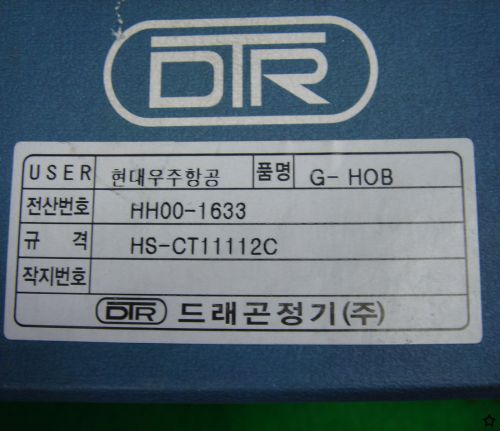 DTR
USER 현대우주항공 품명 G- HOB
전산번호 HH00-1633
규 격 HS-CT11112C
작지번호
DTR 드래곤정기(주)